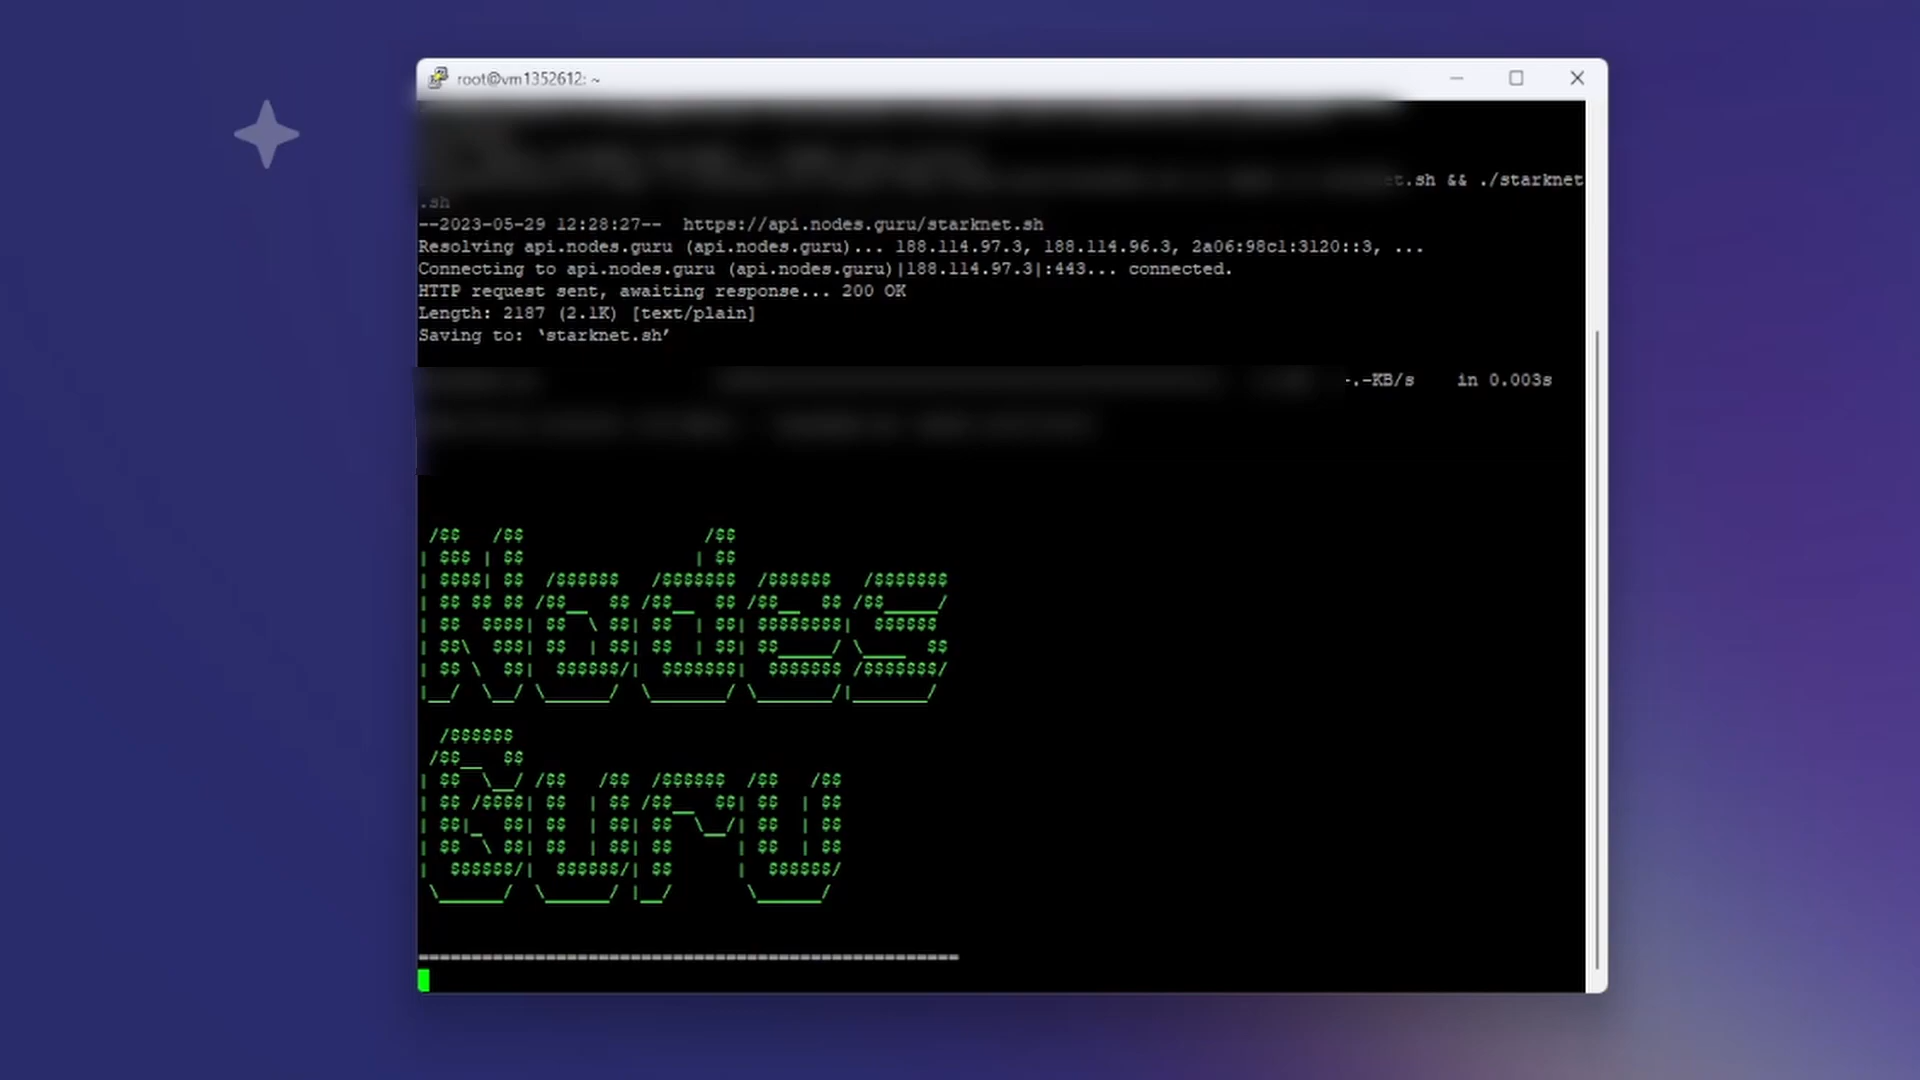 root@vm1352612: ~
.sh && ./starknet
.sh
--2023-05-29 12:28:27--  https://api.nodes.guru/starknet.sh
Resolving api.nodes.guru (api.nodes.guru)... 188.114.97.3, 188.114.96.3, 2a06:98c1:3120::3, ...
Connecting to api.nodes.guru (api.nodes.guru)|188.114.97.3|:443... connected.
HTTP request sent, awaiting response... 200 OK
Length: 2187 (2.1K) [text/plain]
Saving to: ‘starknet.sh’
-.-KB/s    in 0.003s
Nodes
Guru